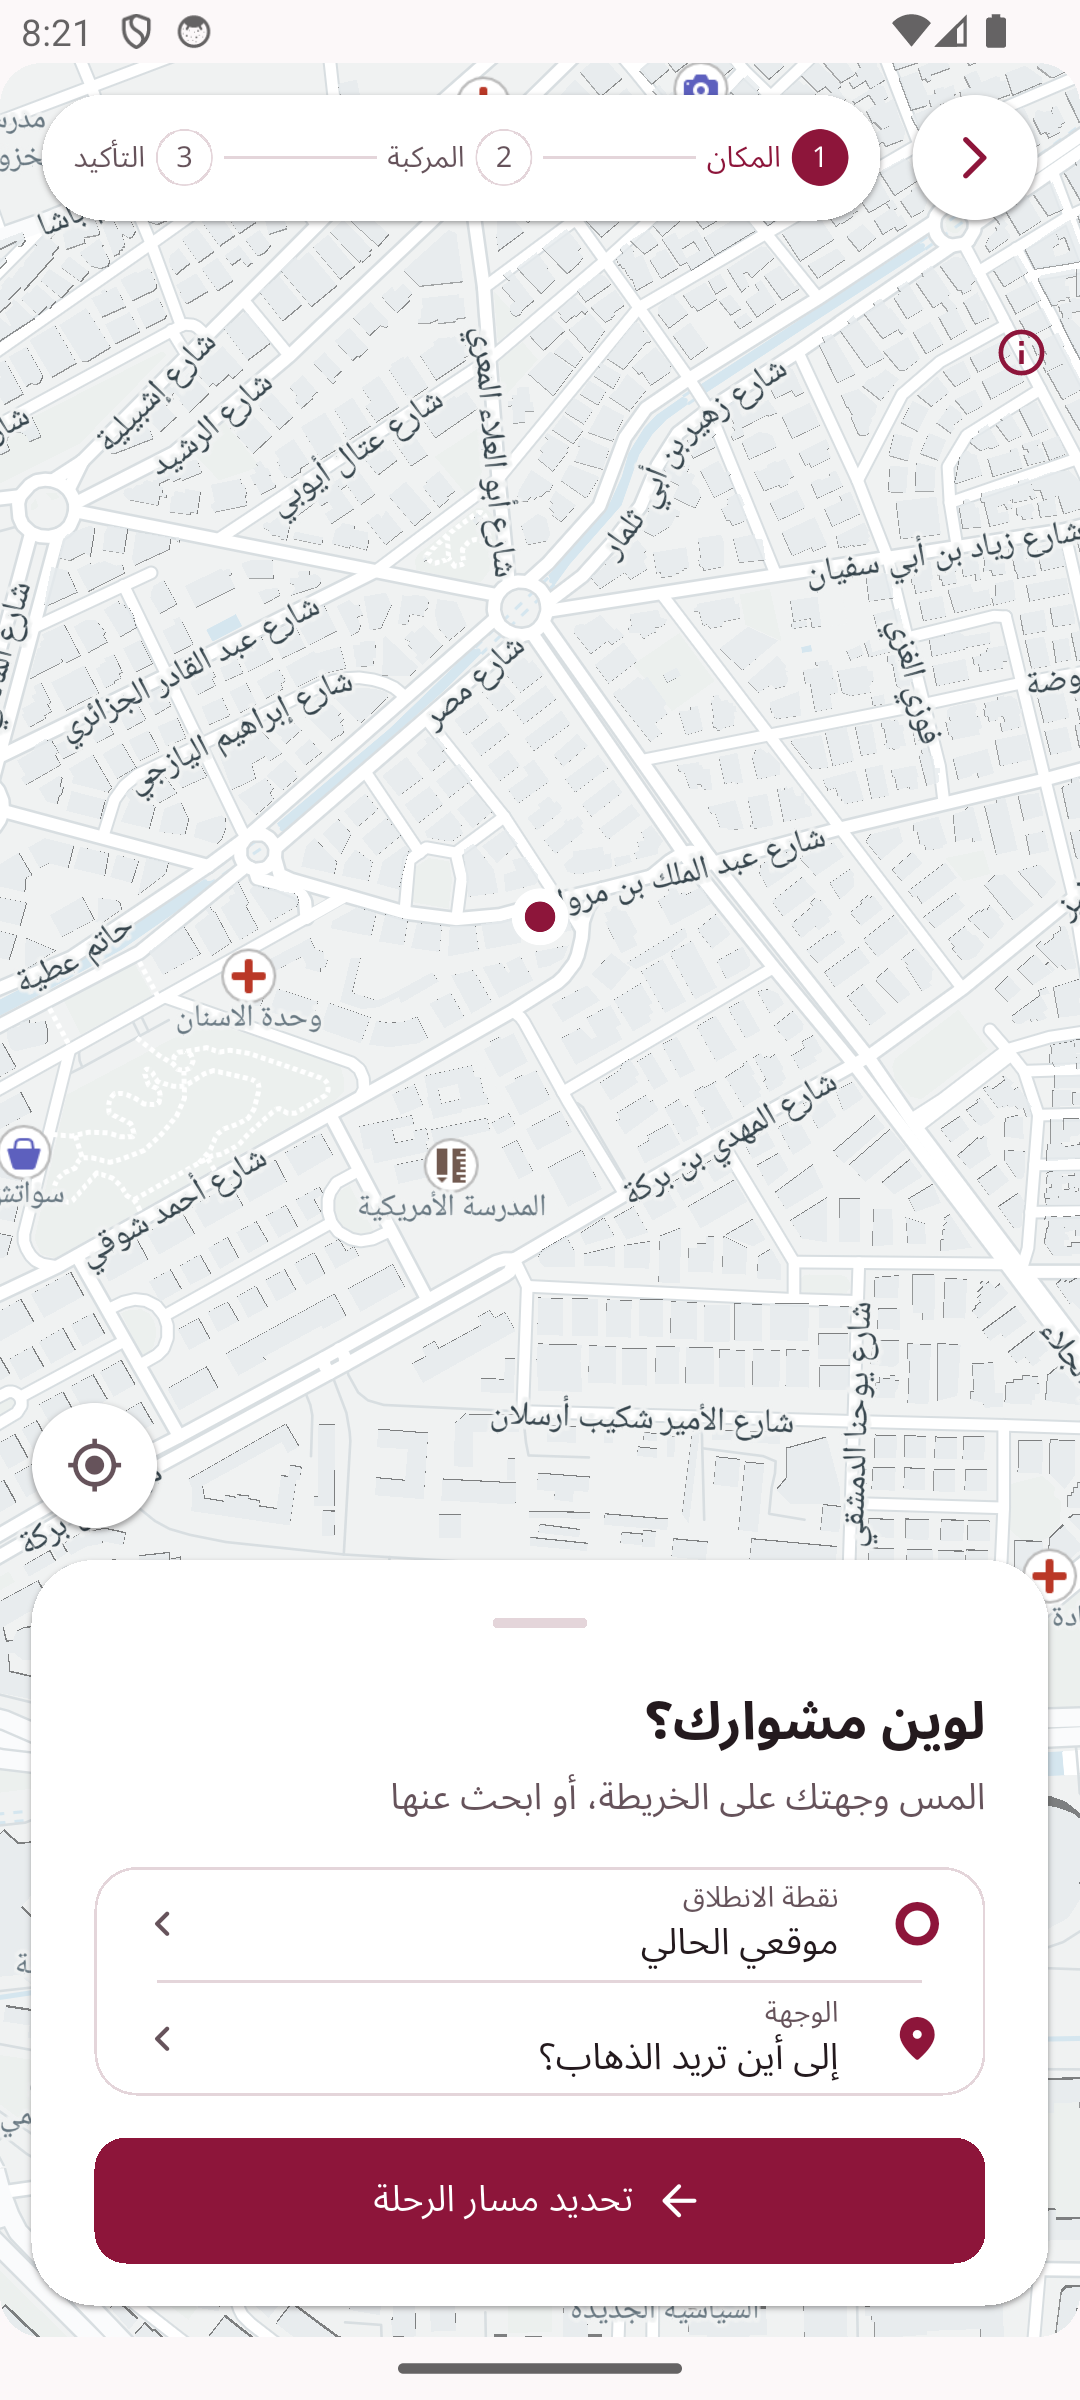 8:21
1 المكان
2 المركبة
3 التأكيد
باشا
شارع إشبيلية
شارع الرشيد
شارع عتال أيوبي
شارع أبو العلاء المعري
شارع زهير بن أبي ثلمار
شارع زياد بن أبي سفيان
شارع عبد القادر الجزائري
شارع إبراهيم اليازجي
شارع مصر
فوزي الغزي
شارع عبد الملك بن مروا
حاتم عطية
وحدة الاسنان
شارع المهدي بن بركة
شارع أحمد شوقي
المدرسة الأمريكية
شارع الأمير شكيب أرسلان
شارع يوحنا الدمشقي
بركة
لوين مشوارك؟
المس وجهتك على الخريطة، أو ابحث عنها
نقطة الانطلاق
موقعي الحالي
الوجهة
إلى أين تريد الذهاب؟
تحديد مسار الرحلة